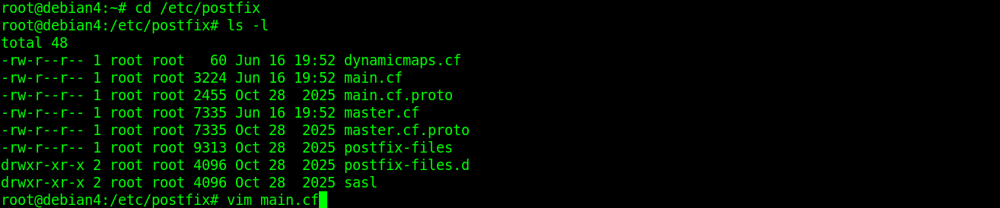 root@debian4:~# cd /etc/postfix
root@debian4:/etc/postfix# ls -l
total 48
-rw-r--r-- 1 root root   60 Jun 16 19:52 dynamicmaps.cf
-rw-r--r-- 1 root root 3224 Jun 16 19:52 main.cf
-rw-r--r-- 1 root root 2455 Oct 28  2025 main.cf.proto
-rw-r--r-- 1 root root 7335 Jun 16 19:52 master.cf
-rw-r--r-- 1 root root 7335 Oct 28  2025 master.cf.proto
-rw-r--r-- 1 root root 9313 Oct 28  2025 postfix-files
drwxr-xr-x 2 root root 4096 Oct 28  2025 postfix-files.d
drwxr-xr-x 2 root root 4096 Oct 28  2025 sasl
root@debian4:/etc/postfix# vim main.cf